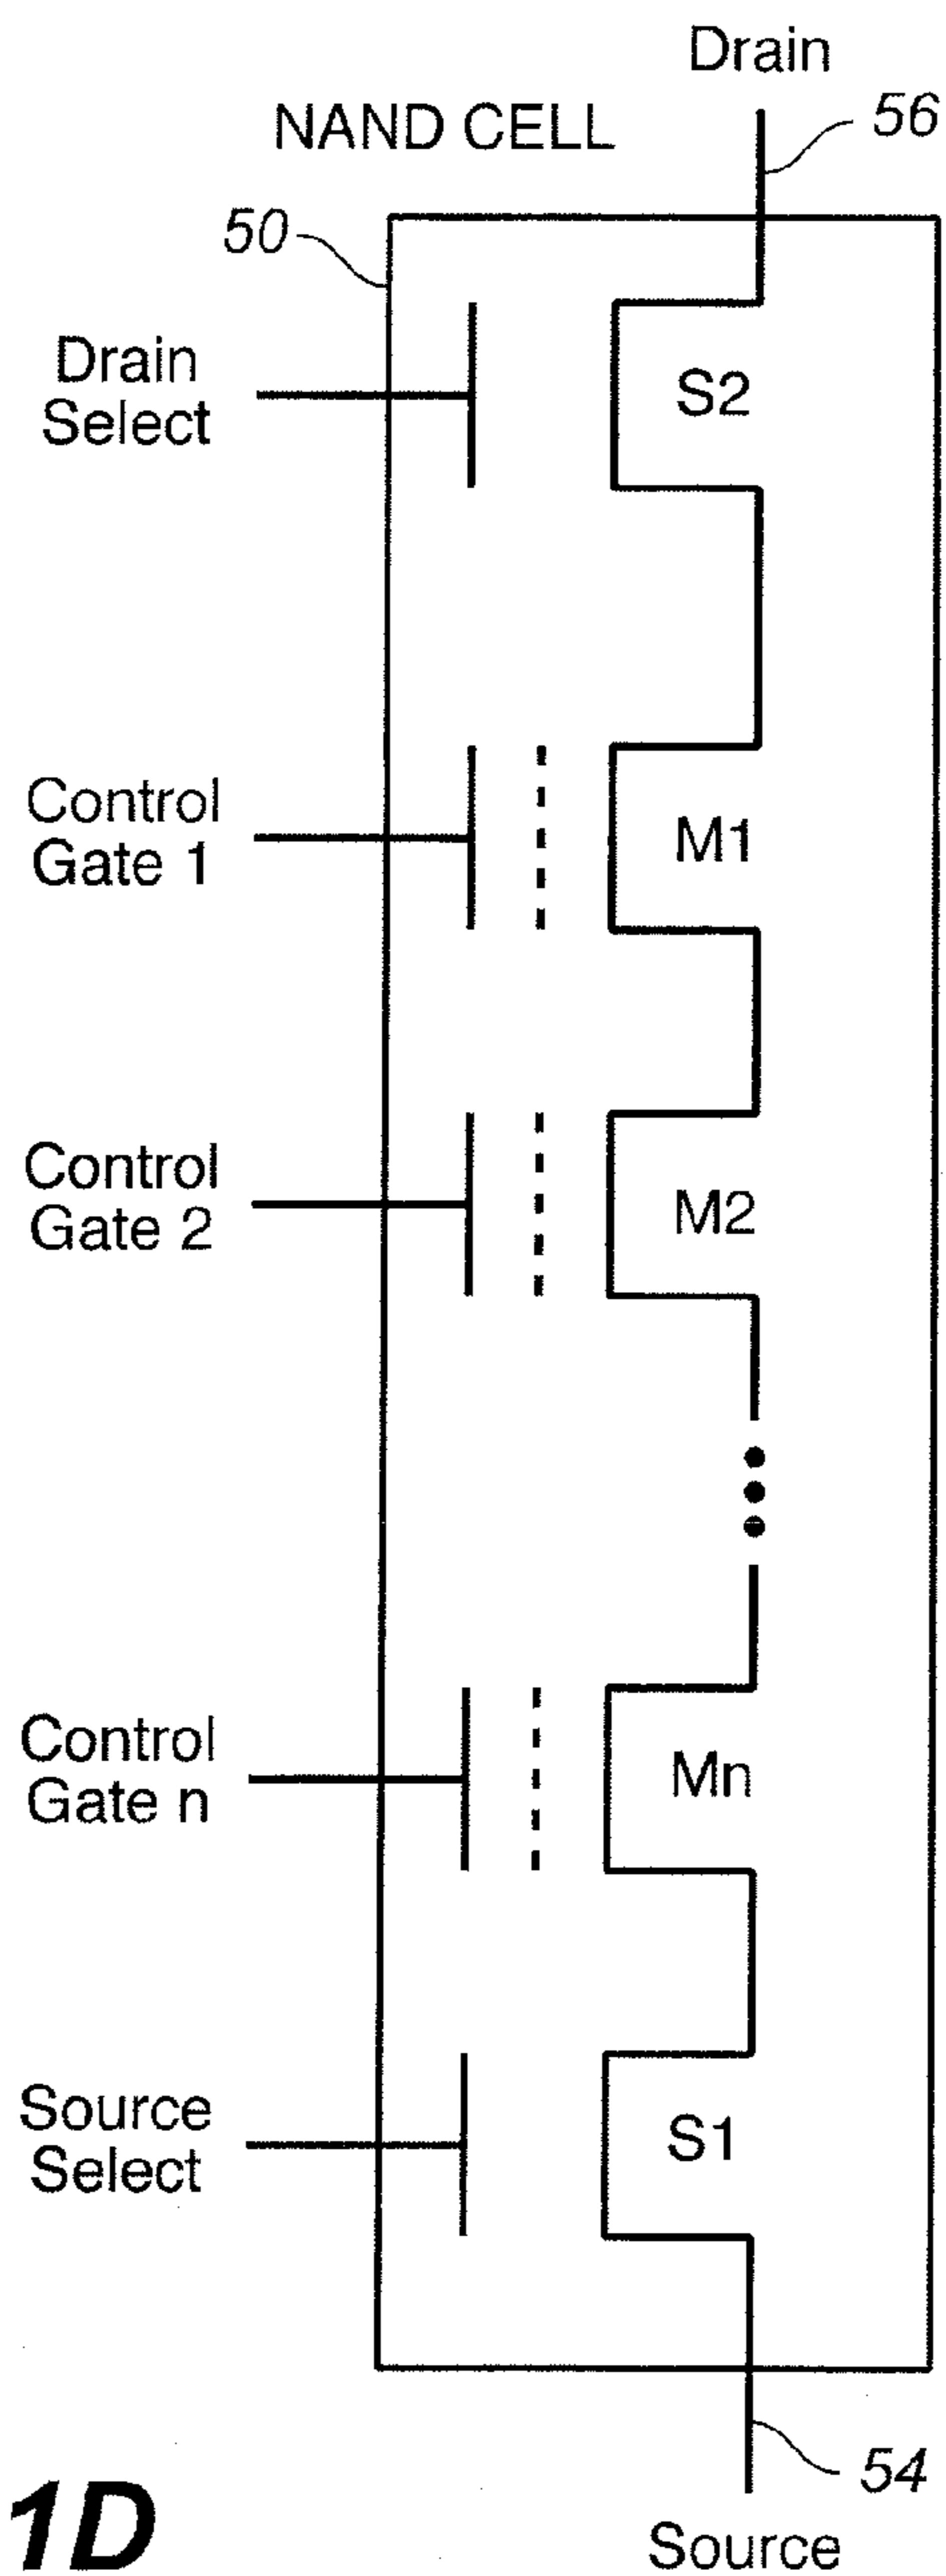 Drain
56
NAND CELL
50
Drain
Select
S2
Control
Gate 1
M1
Control
Gate 2
M2
Control
Gate n
Mn
Source
Select
S1
54
1D
Source